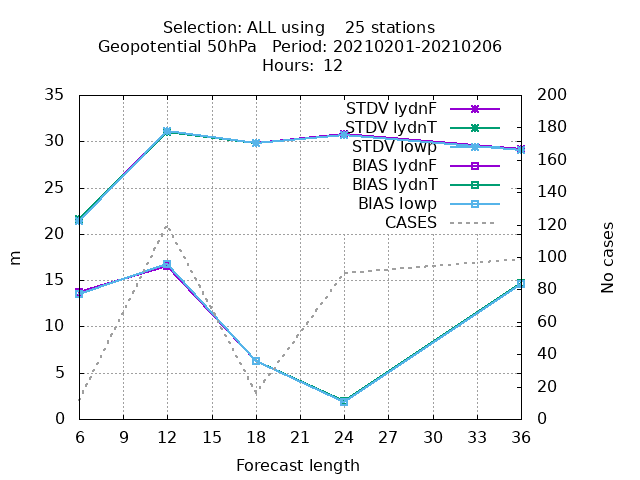 Selection: ALL using    25 stations
Geopotential 50hPa   Period: 20210201-20210206
Hours: 12
STDV lydnF
STDV lydnT
STDV lowp
BIAS lydnF
BIAS lydnT
BIAS lowp
CASES
35
30
25
20
15
10
5
0
m
200
180
160
140
120
100
80
60
40
20
0
No cases
6 9 12 15 18 21 24 27 30 33 36
Forecast length